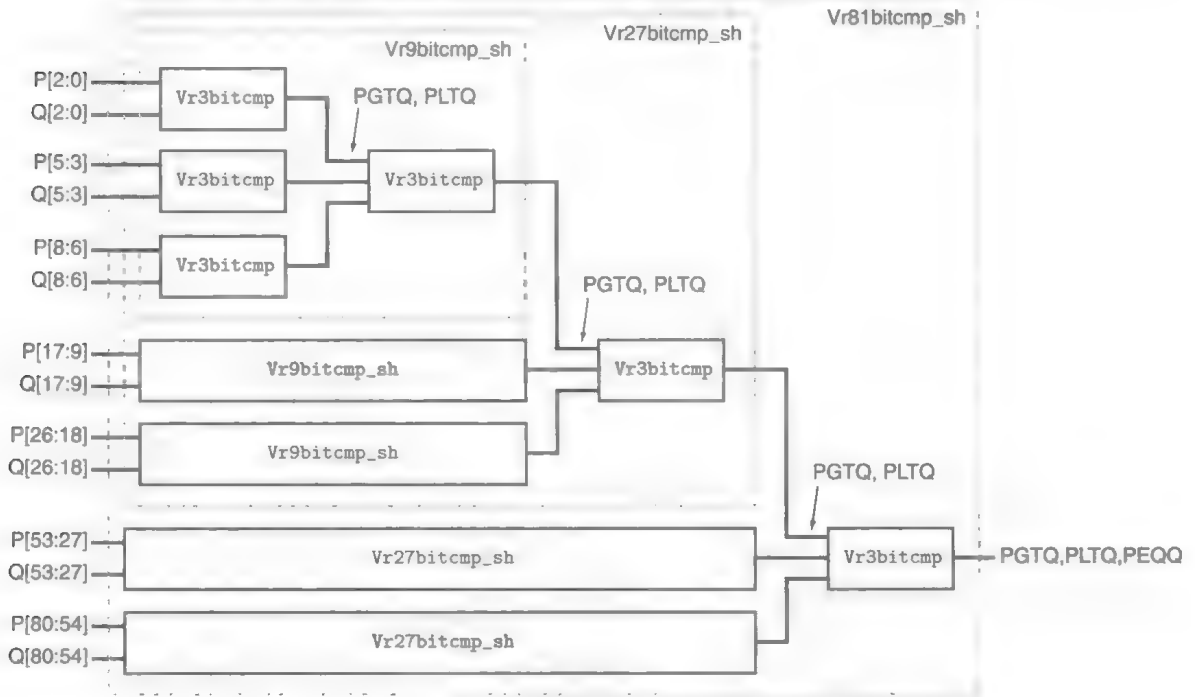 Vr81bitcmp_sh
Vr27bitcmp_sh
Vr9bitcmp_sh
P[2:0]
Q[2:0]
Vr3bitcmp
PGTQ, PLTQ
P[5:3]
Q[5:3]
Vr3bitcmp
Vr3bitcmp
P[8:6]
Q[8:6]
Vr3bitcmp
PGTQ, PLTQ
P[17:9]
Q[17:9]
Vr9bitcmp_sh
Vr3bitcmp
P[26:18]
Q[26:18]
Vr9bitcmp_sh
PGTQ, PLTQ
P[53:27]
Q[53:27]
Vr27bitcmp_sh
Vr3bitcmp
PGTQ,PLTQ,PEQQ
P[80:54]
Q[80:54]
Vr27bitcmp_sh